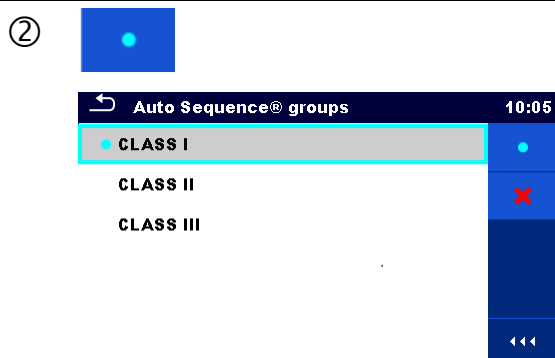 ②
Auto Sequence® groups 10:05
CLASS I
CLASS II
CLASS III